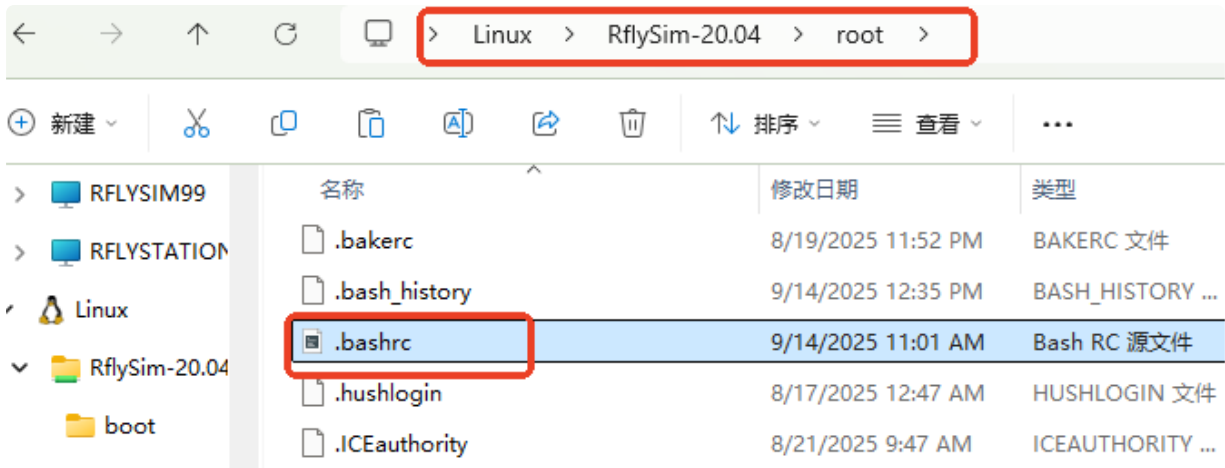 > Linux > RflySim-20.04 > root >
新建 排序 查看 ...
名称 修改日期 类型
RFLYSIM99
RFLYSTATION
Linux
RflySim-20.04
boot
.bakerc 8/19/2025 11:52 PM BAKERC 文件
.bash_history 9/14/2025 12:35 PM BASH_HISTORY ...
.bashrc 9/14/2025 11:01 AM Bash RC 源文件
.hushlogin 8/17/2025 12:47 AM HUSHLOGIN 文件
.ICEauthority 8/21/2025 9:47 AM ICEAUTHORITY ...